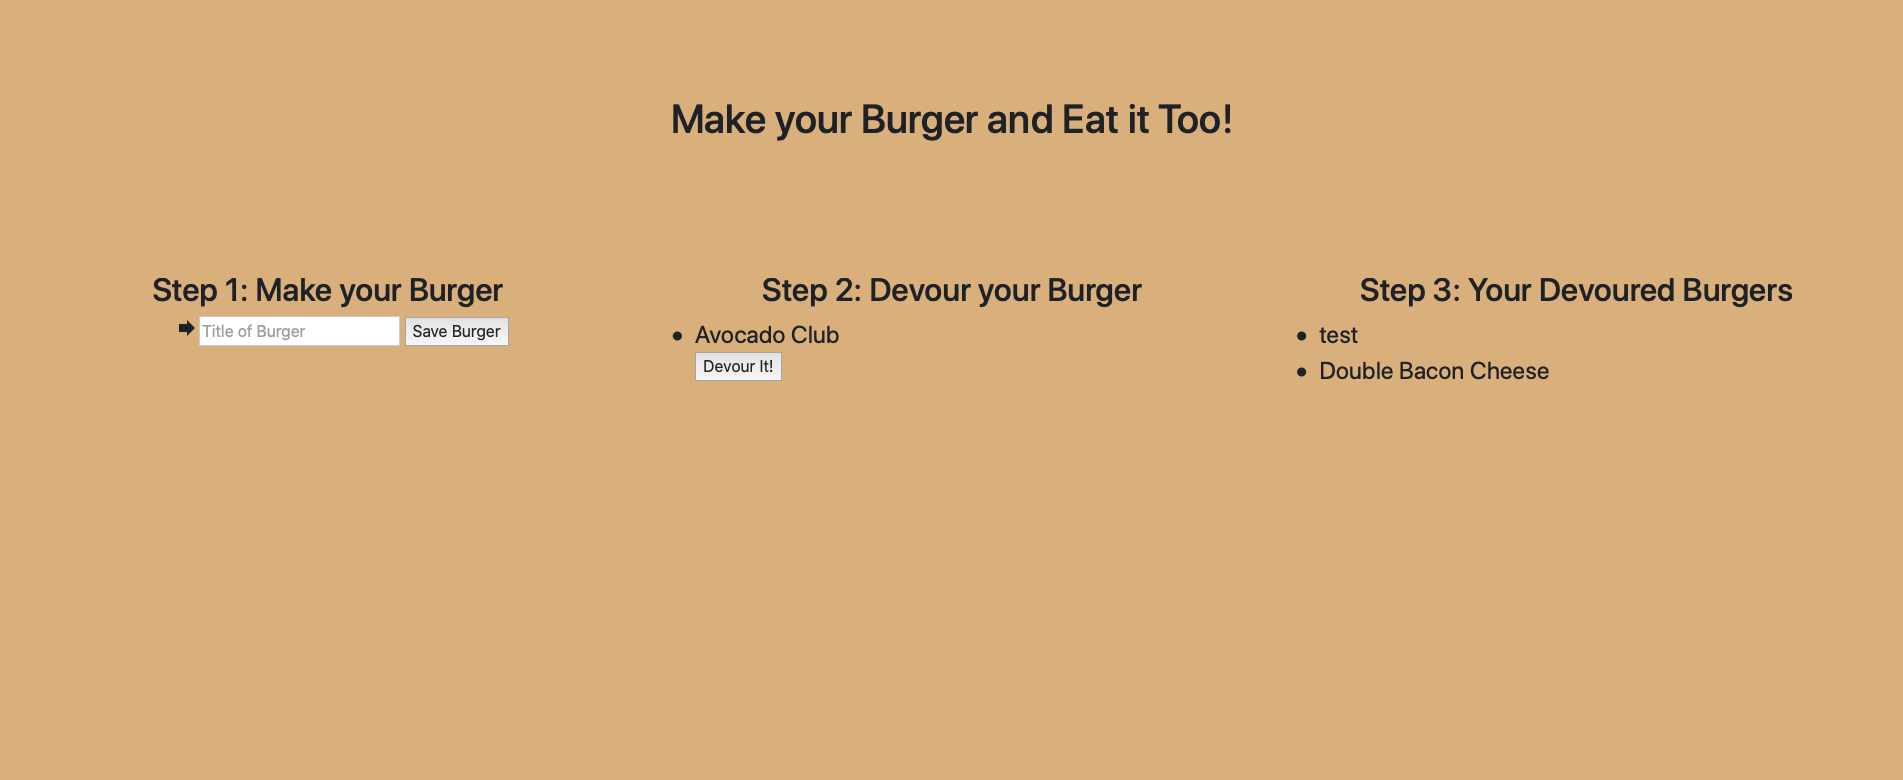 Make your Burger and Eat it Too!
Step 1: Make your Burger
Title of Burger
Save Burger
Step 2: Devour your Burger
Avocado Club
Devour It!
Step 3: Your Devoured Burgers
test
Double Bacon Cheese